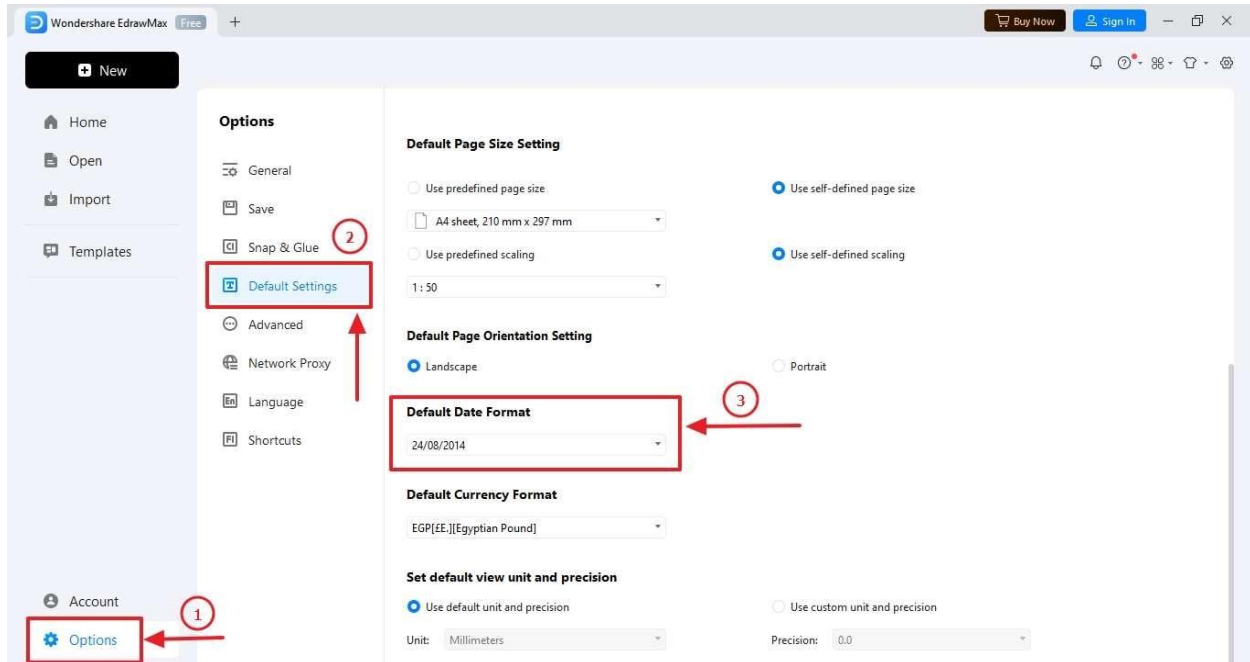 Wondershare EdrawMax Free +
Buy Now
Sign In
New
Home
Open
Import
Templates
Account
Options
1
Options
General
Save
Snap & Glue
2
Default Settings
Advanced
Network Proxy
Language
Shortcuts
Default Page Size Setting
Use predefined page size
Use self-defined page size
A4 sheet, 210 mm x 297 mm
Use predefined scaling
Use self-defined scaling
1 : 50
Default Page Orientation Setting
Landscape
Portrait
Default Date Format
3
24/08/2014
Default Currency Format
EGP[£E.][Egyptian Pound]
Set default view unit and precision
Use default unit and precision
Use custom unit and precision
Unit: Millimeters
Precision: 0.0